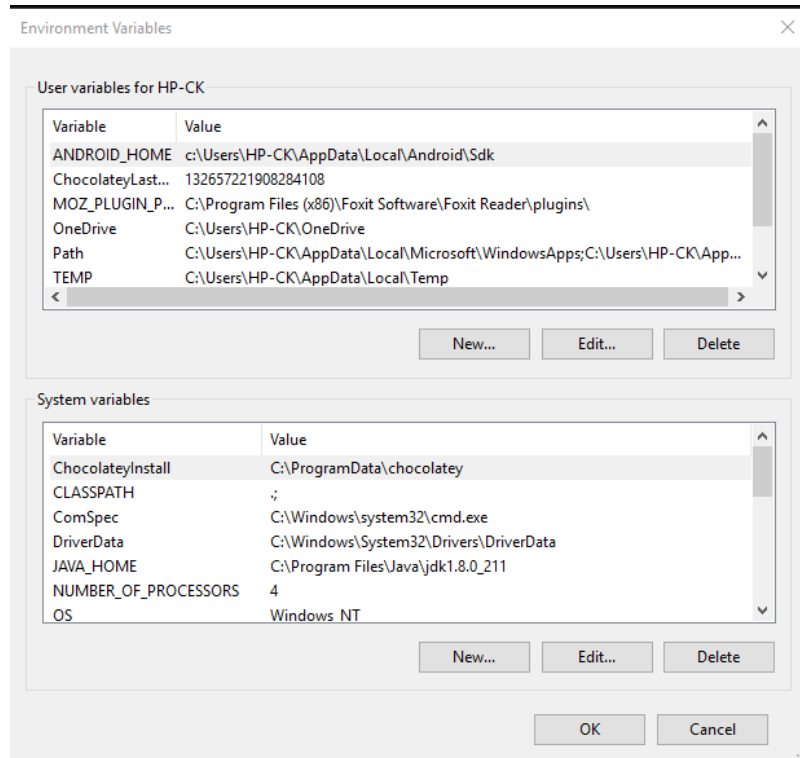 Environment Variables
User variables for HP-CK
Variable Value
ANDROID_HOME c:\Users\HP-CK\AppData\Local\Android\Sdk
ChocolateyLast... 132657221908284108
MOZ_PLUGIN_P... C:\Program Files (x86)\Foxit Software\Foxit Reader\plugins\
OneDrive C:\Users\HP-CK\OneDrive
Path C:\Users\HP-CK\AppData\Local\Microsoft\WindowsApps;C:\Users\HP-CK\App...
TEMP C:\Users\HP-CK\AppData\Local\Temp
New... Edit... Delete
System variables
Variable Value
ChocolateyInstall C:\ProgramData\chocolatey
CLASSPATH .;
ComSpec C:\Windows\system32\cmd.exe
DriverData C:\Windows\System32\Drivers\DriverData
JAVA_HOME C:\Program Files\Java\jdk1.8.0_211
NUMBER_OF_PROCESSORS 4
OS Windows_NT
New... Edit... Delete
OK Cancel